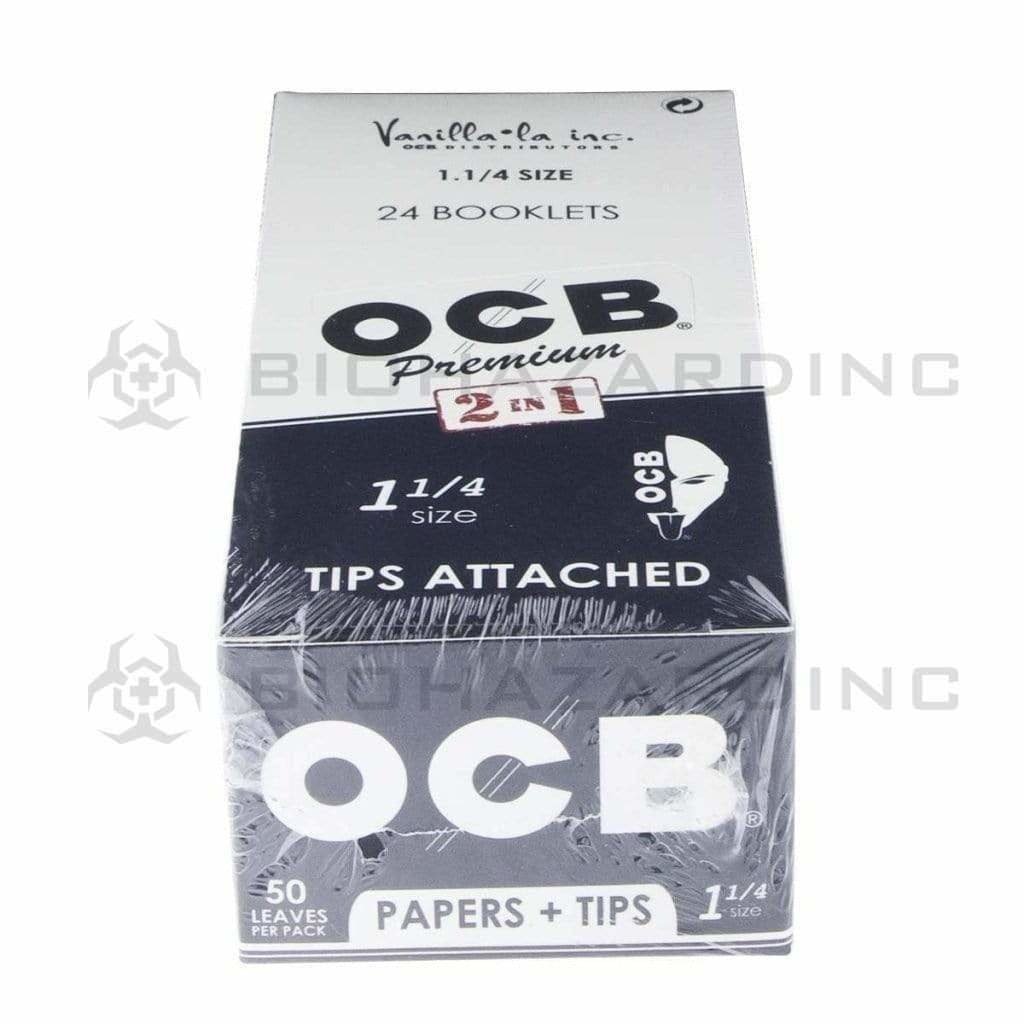 Vanilla•la inc.
OCB DISTRIBUTORS
1.1/4 SIZE
24 BOOKLETS
OCB®
Premium
BIOHAZARDINC
2 IN 1
OCB
1 1/4
size
TIPS ATTACHED
BIOHAZARDINC
OCB®
50
LEAVES
PER PACK
PAPERS + TIPS
1 1/4
size